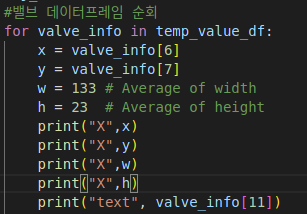 #밸브 데이터프레임 순회
for valve_info in temp_value_df:
    x = valve_info[6]
    y = valve_info[7]
    w = 133 # Average of width
    h = 23  # Average of height
    print("X",x)
    print("X",y)
    print("X",w)
    print("X",h)
    print("text", valve_info[11])